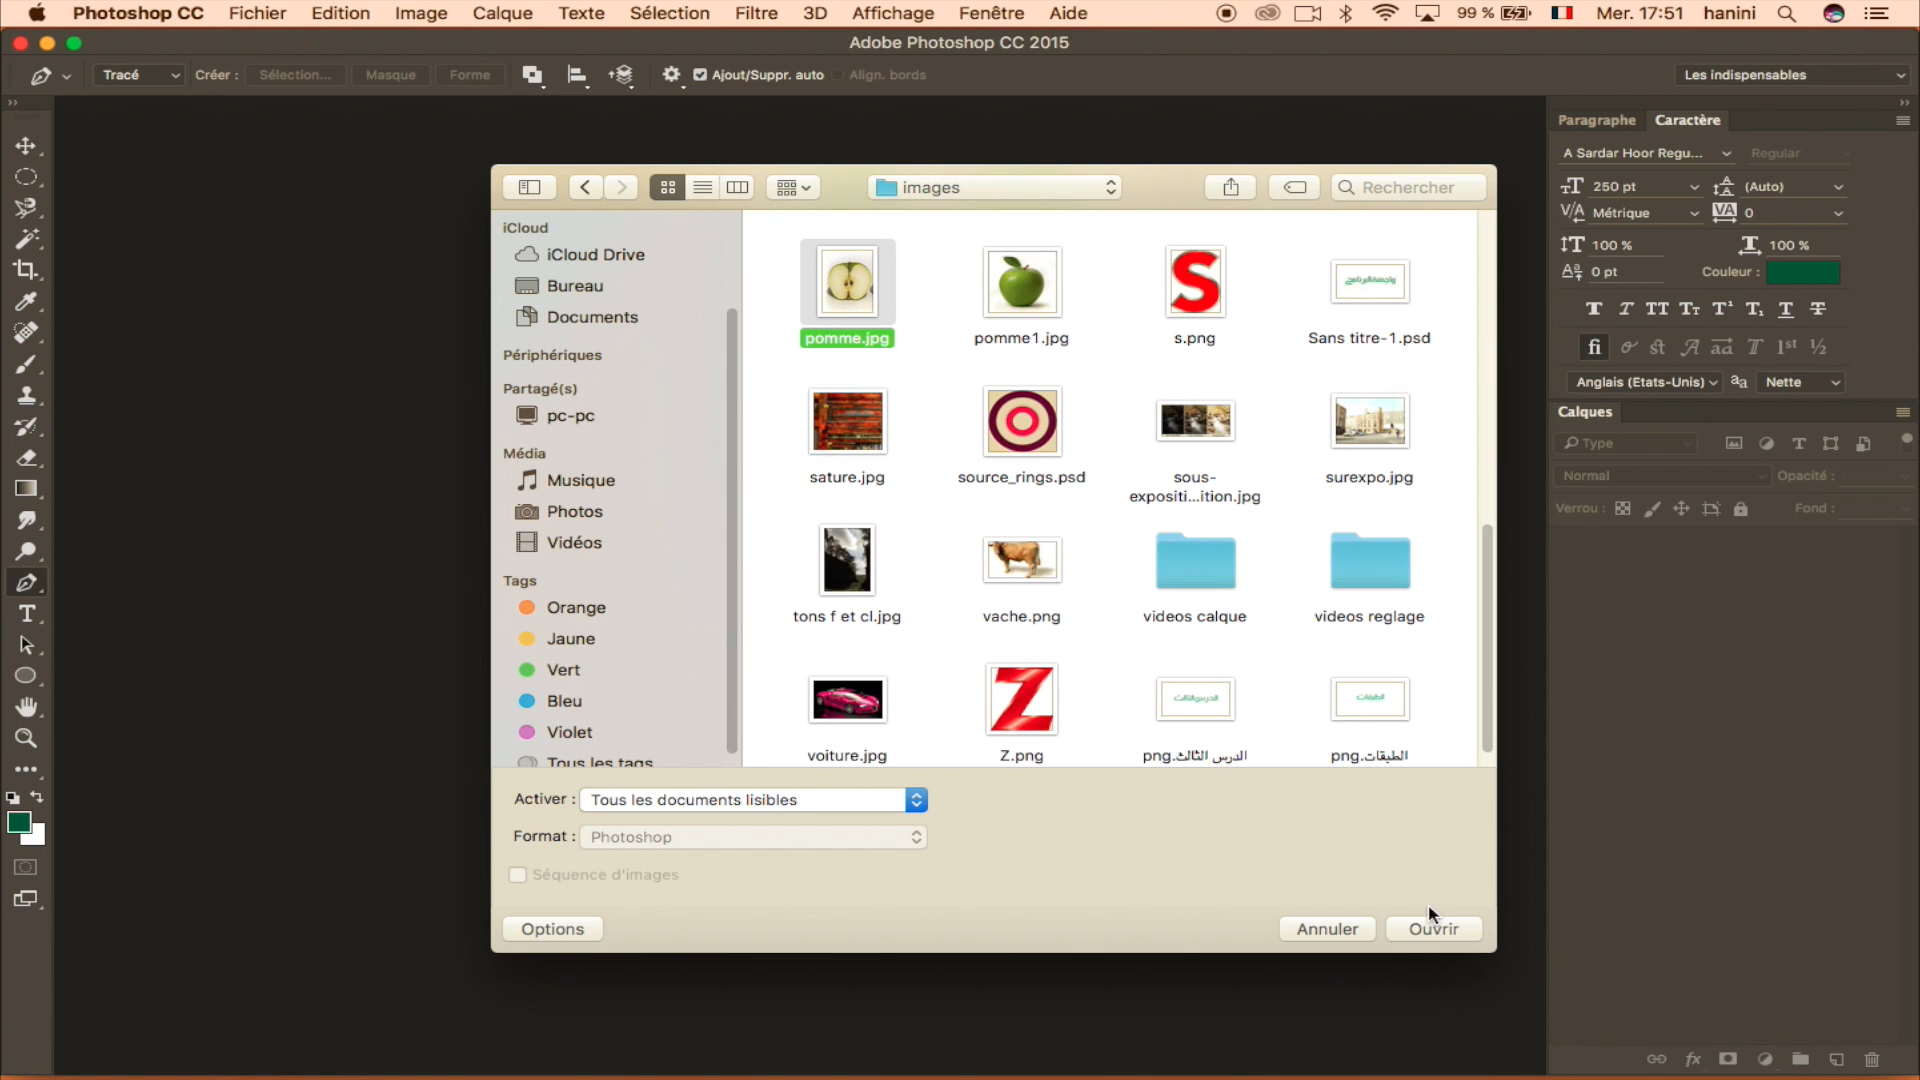 Photoshop CC Fichier Edition Image Calque Texte Sélection Filtre 3D Affichage Fenêtre Aide 99 % Mer. 17:51 hanini
Adobe Photoshop CC 2015
Tracé Créer : Sélection... Masque Forme Ajout/Suppr. auto Align. bords Les indispensables
Paragraphe Caractère
A Sardar Hoor Regu... Regular
250 pt (Auto)
Métrique 0
100 % 100 %
0 pt Couleur :
Anglais (Etats-Unis) aa Nette
Calques
Type
Normal Opacité :
Verrou : Fond :
images Rechercher
iCloud
iCloud Drive
Bureau
Documents
Périphériques
Partagé(s)
pc-pc
Média
Musique
Photos
Vidéos
Tags
Orange
Jaune
Vert
Bleu
Violet
Tous les tags
S
واجهة البرنامج
pomme.jpg pomme1.jpg s.png Sans titre-1.psd
sature.jpg source_rings.psd sous-expositi...ition.jpg surexpo.jpg
tons f et cl.jpg vache.png videos calque videos reglage
Z
الدرس الثالث
الطبقات
voiture.jpg Z.png الدرس الثالث.png الطبقات.png
Activer : Tous les documents lisibles
Format : Photoshop
Séquence d'images
Options Annuler Ouvrir